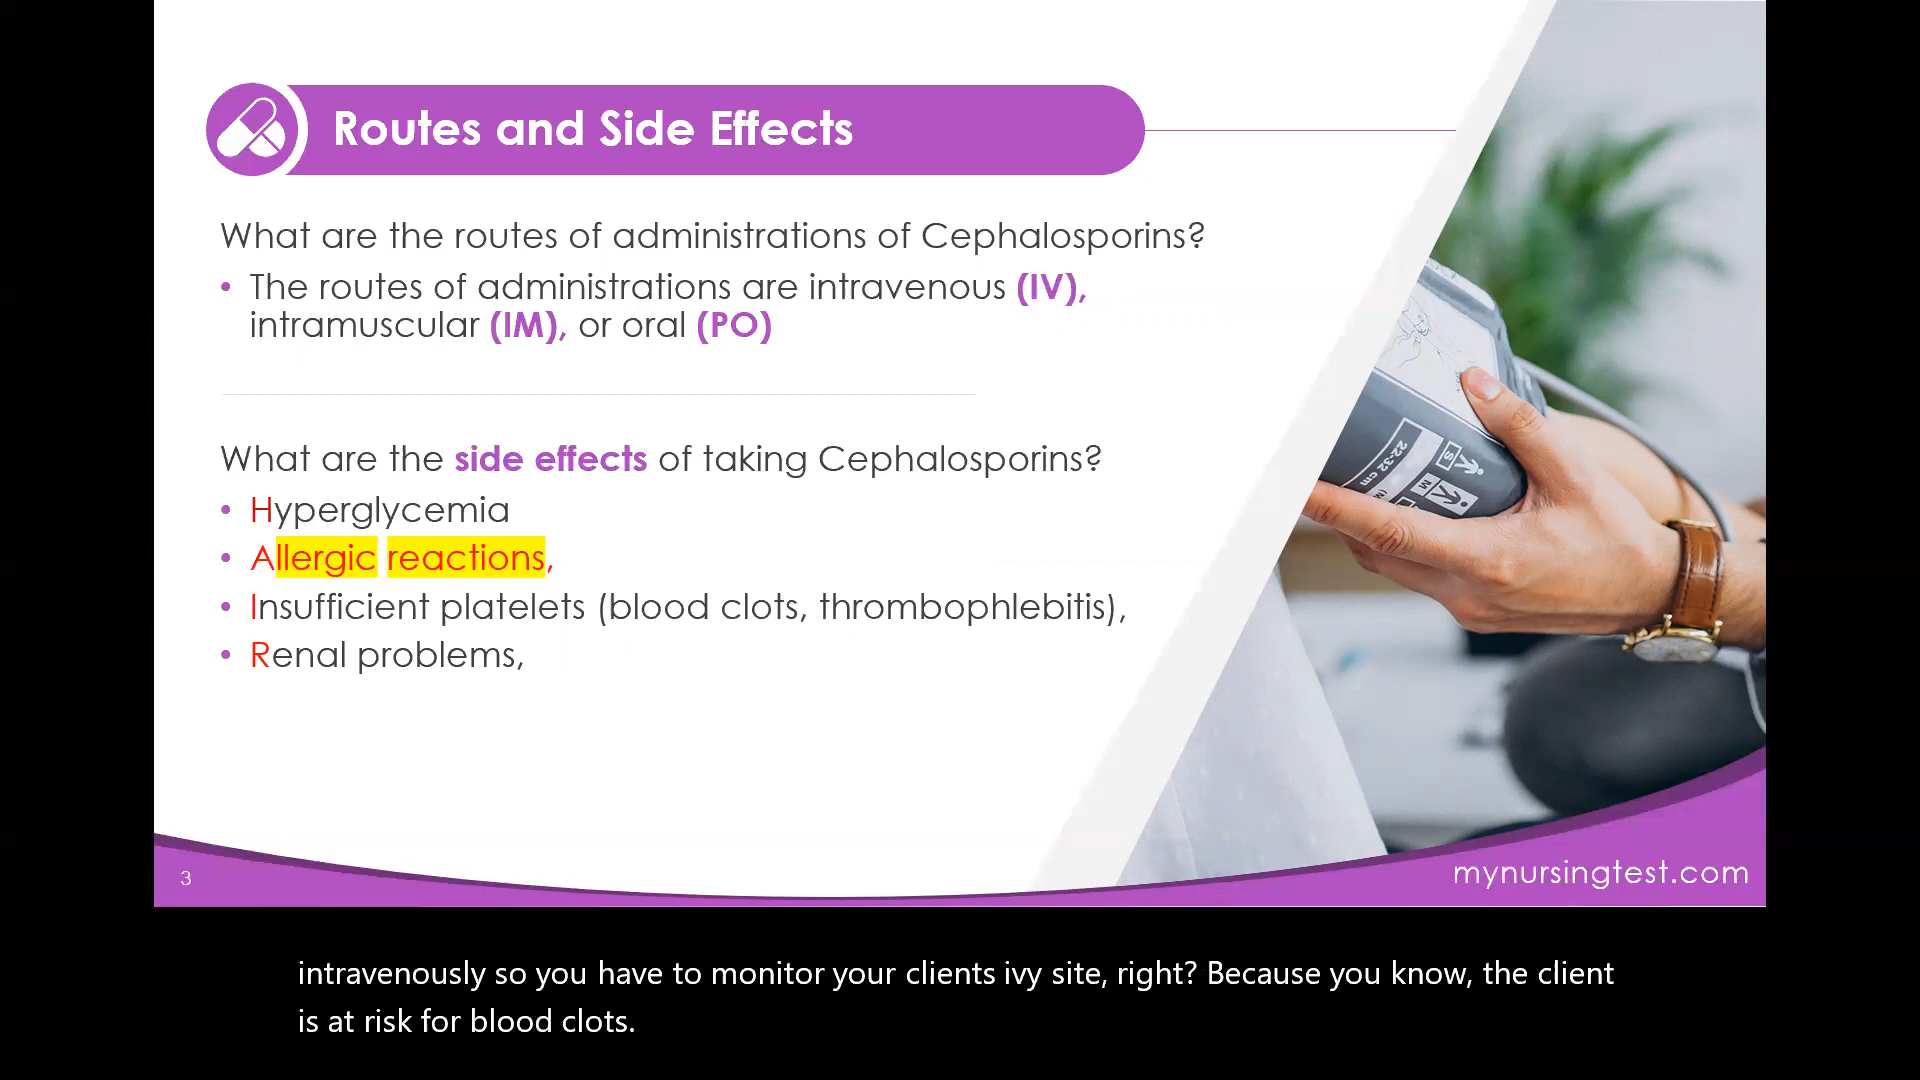 Routes and Side Effects
What are the routes of administrations of Cephalosporins?
• The routes of administrations are intravenous (IV),
intramuscular (IM), or oral (PO)
What are the side effects of taking Cephalosporins?
• Hyperglycemia
• Allergic reactions,
• Insufficient platelets (blood clots, thrombophlebitis),
• Renal problems,
22-32 cm
S
M
3
mynursingtest.com
intravenously so you have to monitor your clients ivy site, right? Because you know, the client
is at risk for blood clots.